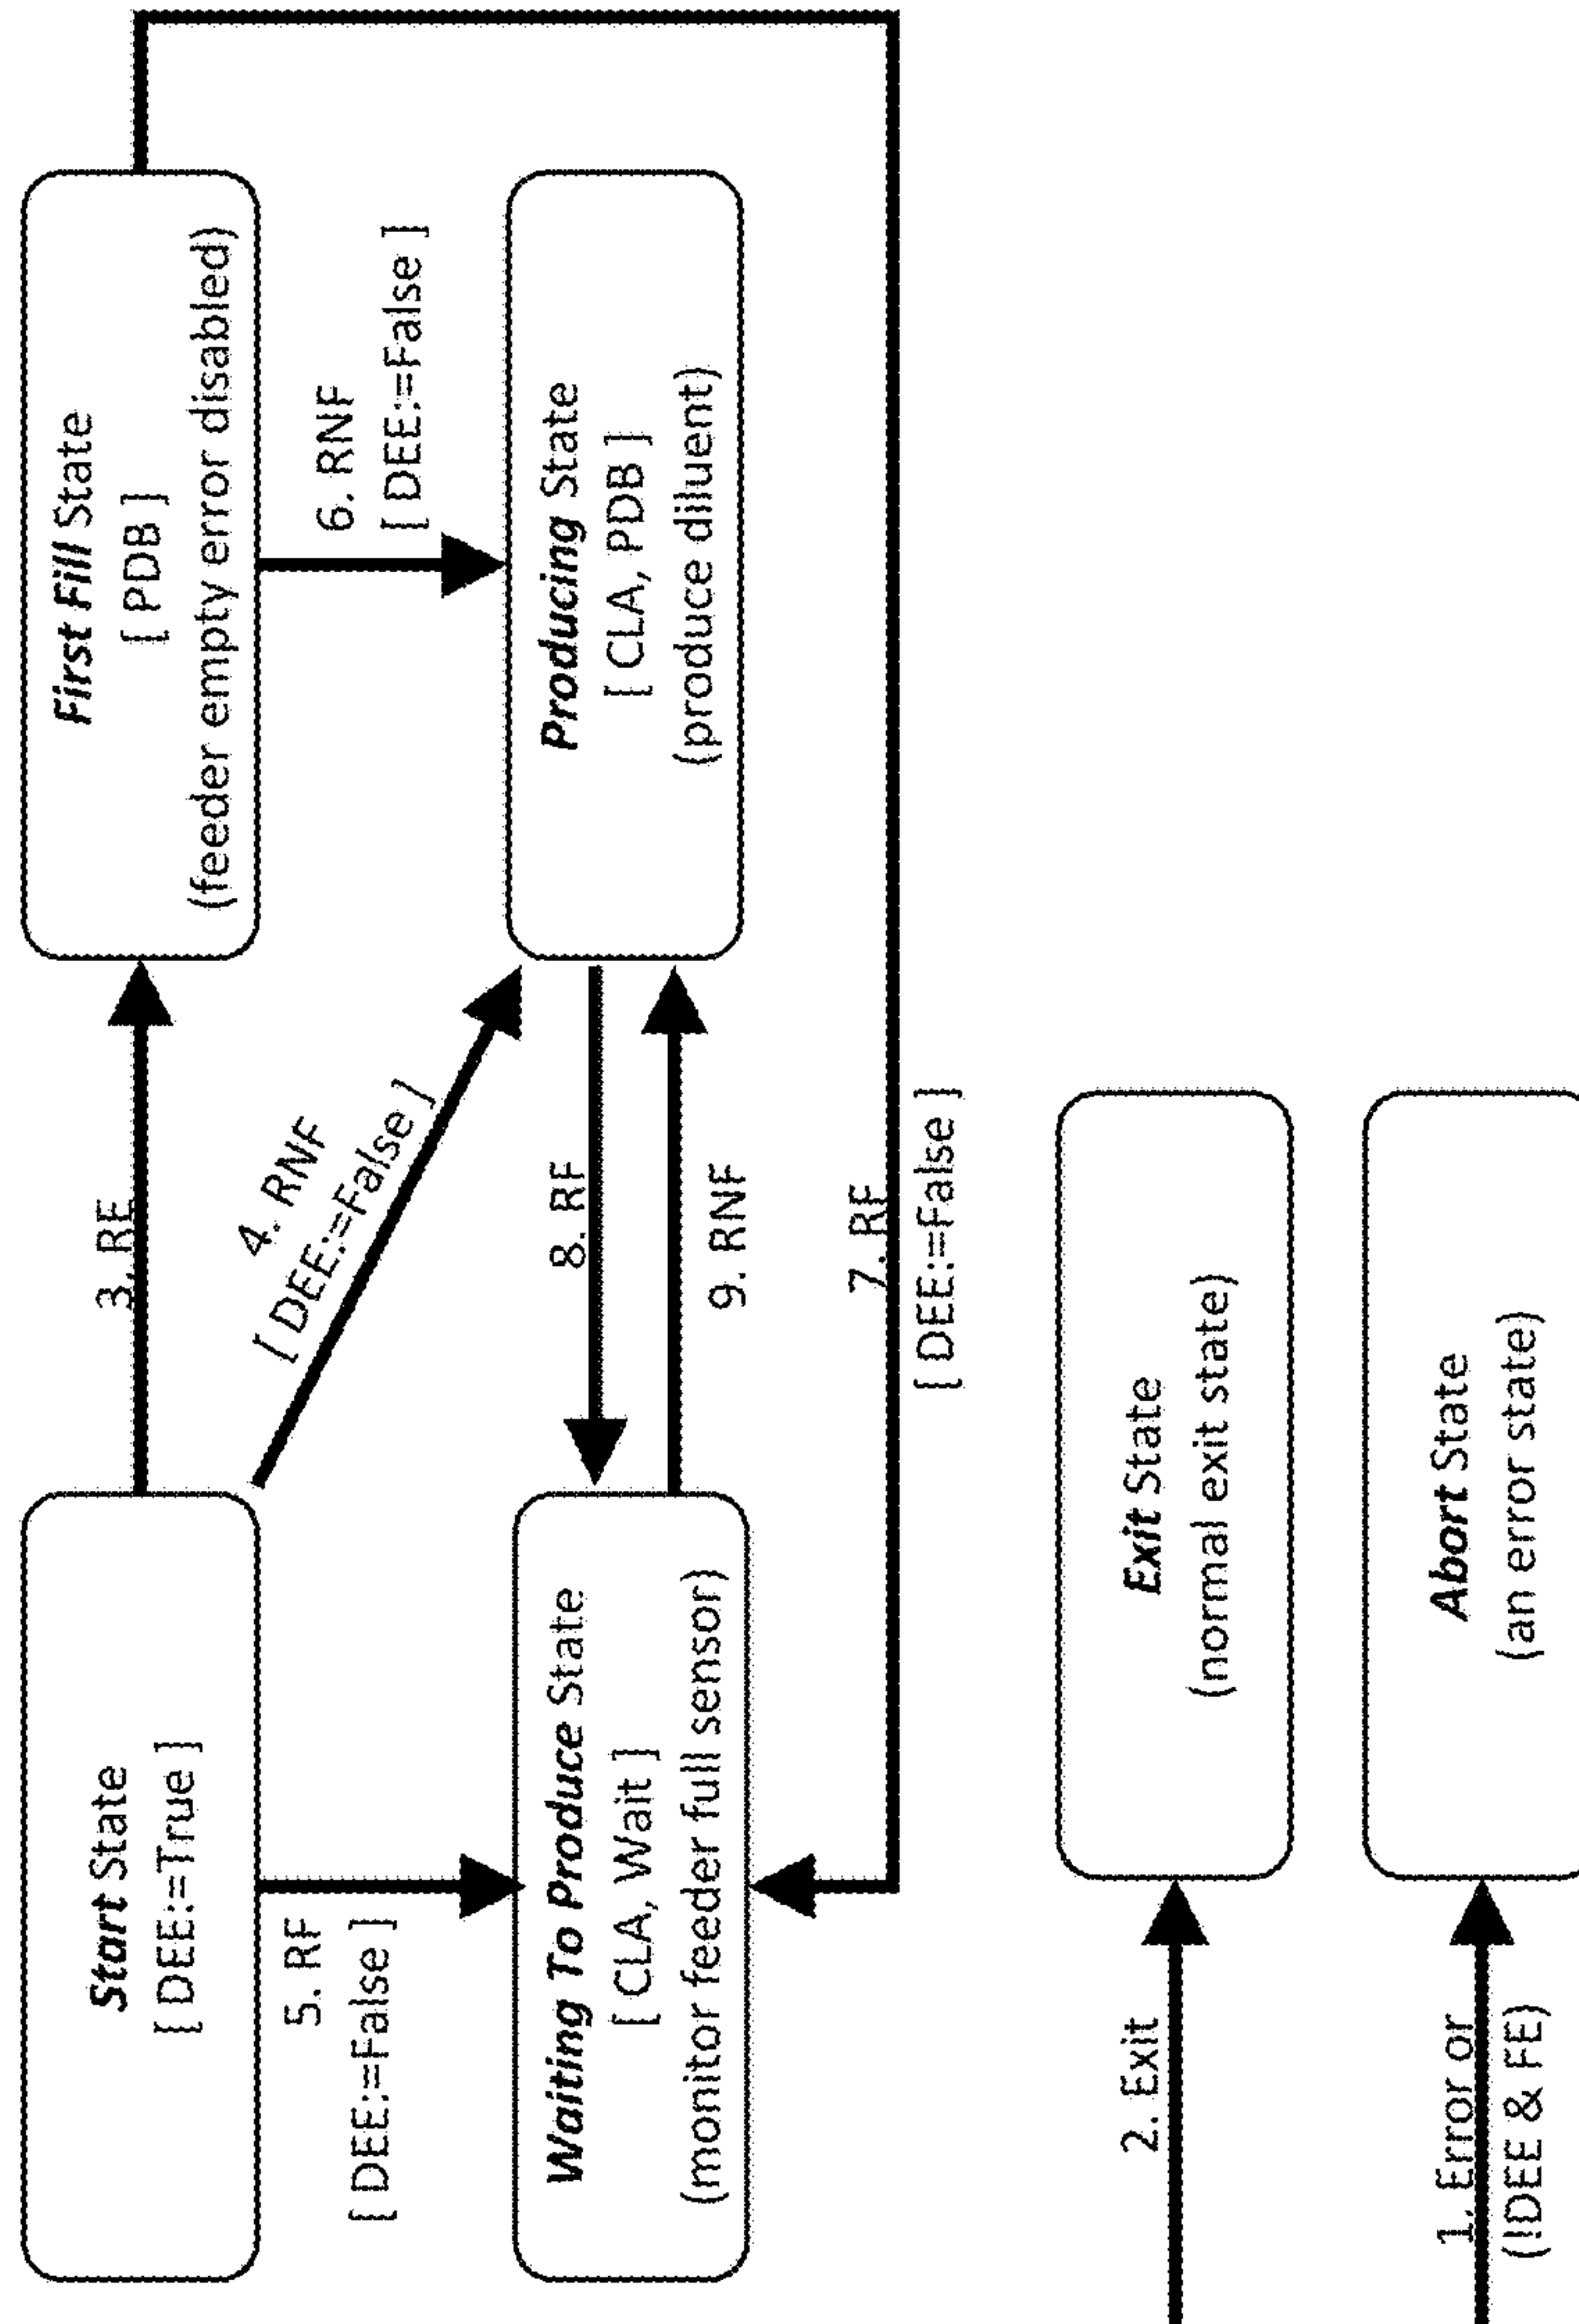 Start State
[ DEE:=True ]
3. RE
First Fill State
[ PDB ]
(feeder empty error disabled)
4. RNF
[ DEE:=False ]
5. RF
[ DEE:=False ]
6. RNF
[ DEE:=False ]
Waiting To Produce State
[ CLA, Wait ]
(monitor feeder full sensor)
8. RF
9. RNF
Producing State
[ CLA, PDB ]
(produce diluent)
7. RF
[ DEE:=False ]
2. Exit
Exit State
(normal exit state)
1. Error or
(!DEE & FE)
Abort State
(an error state)